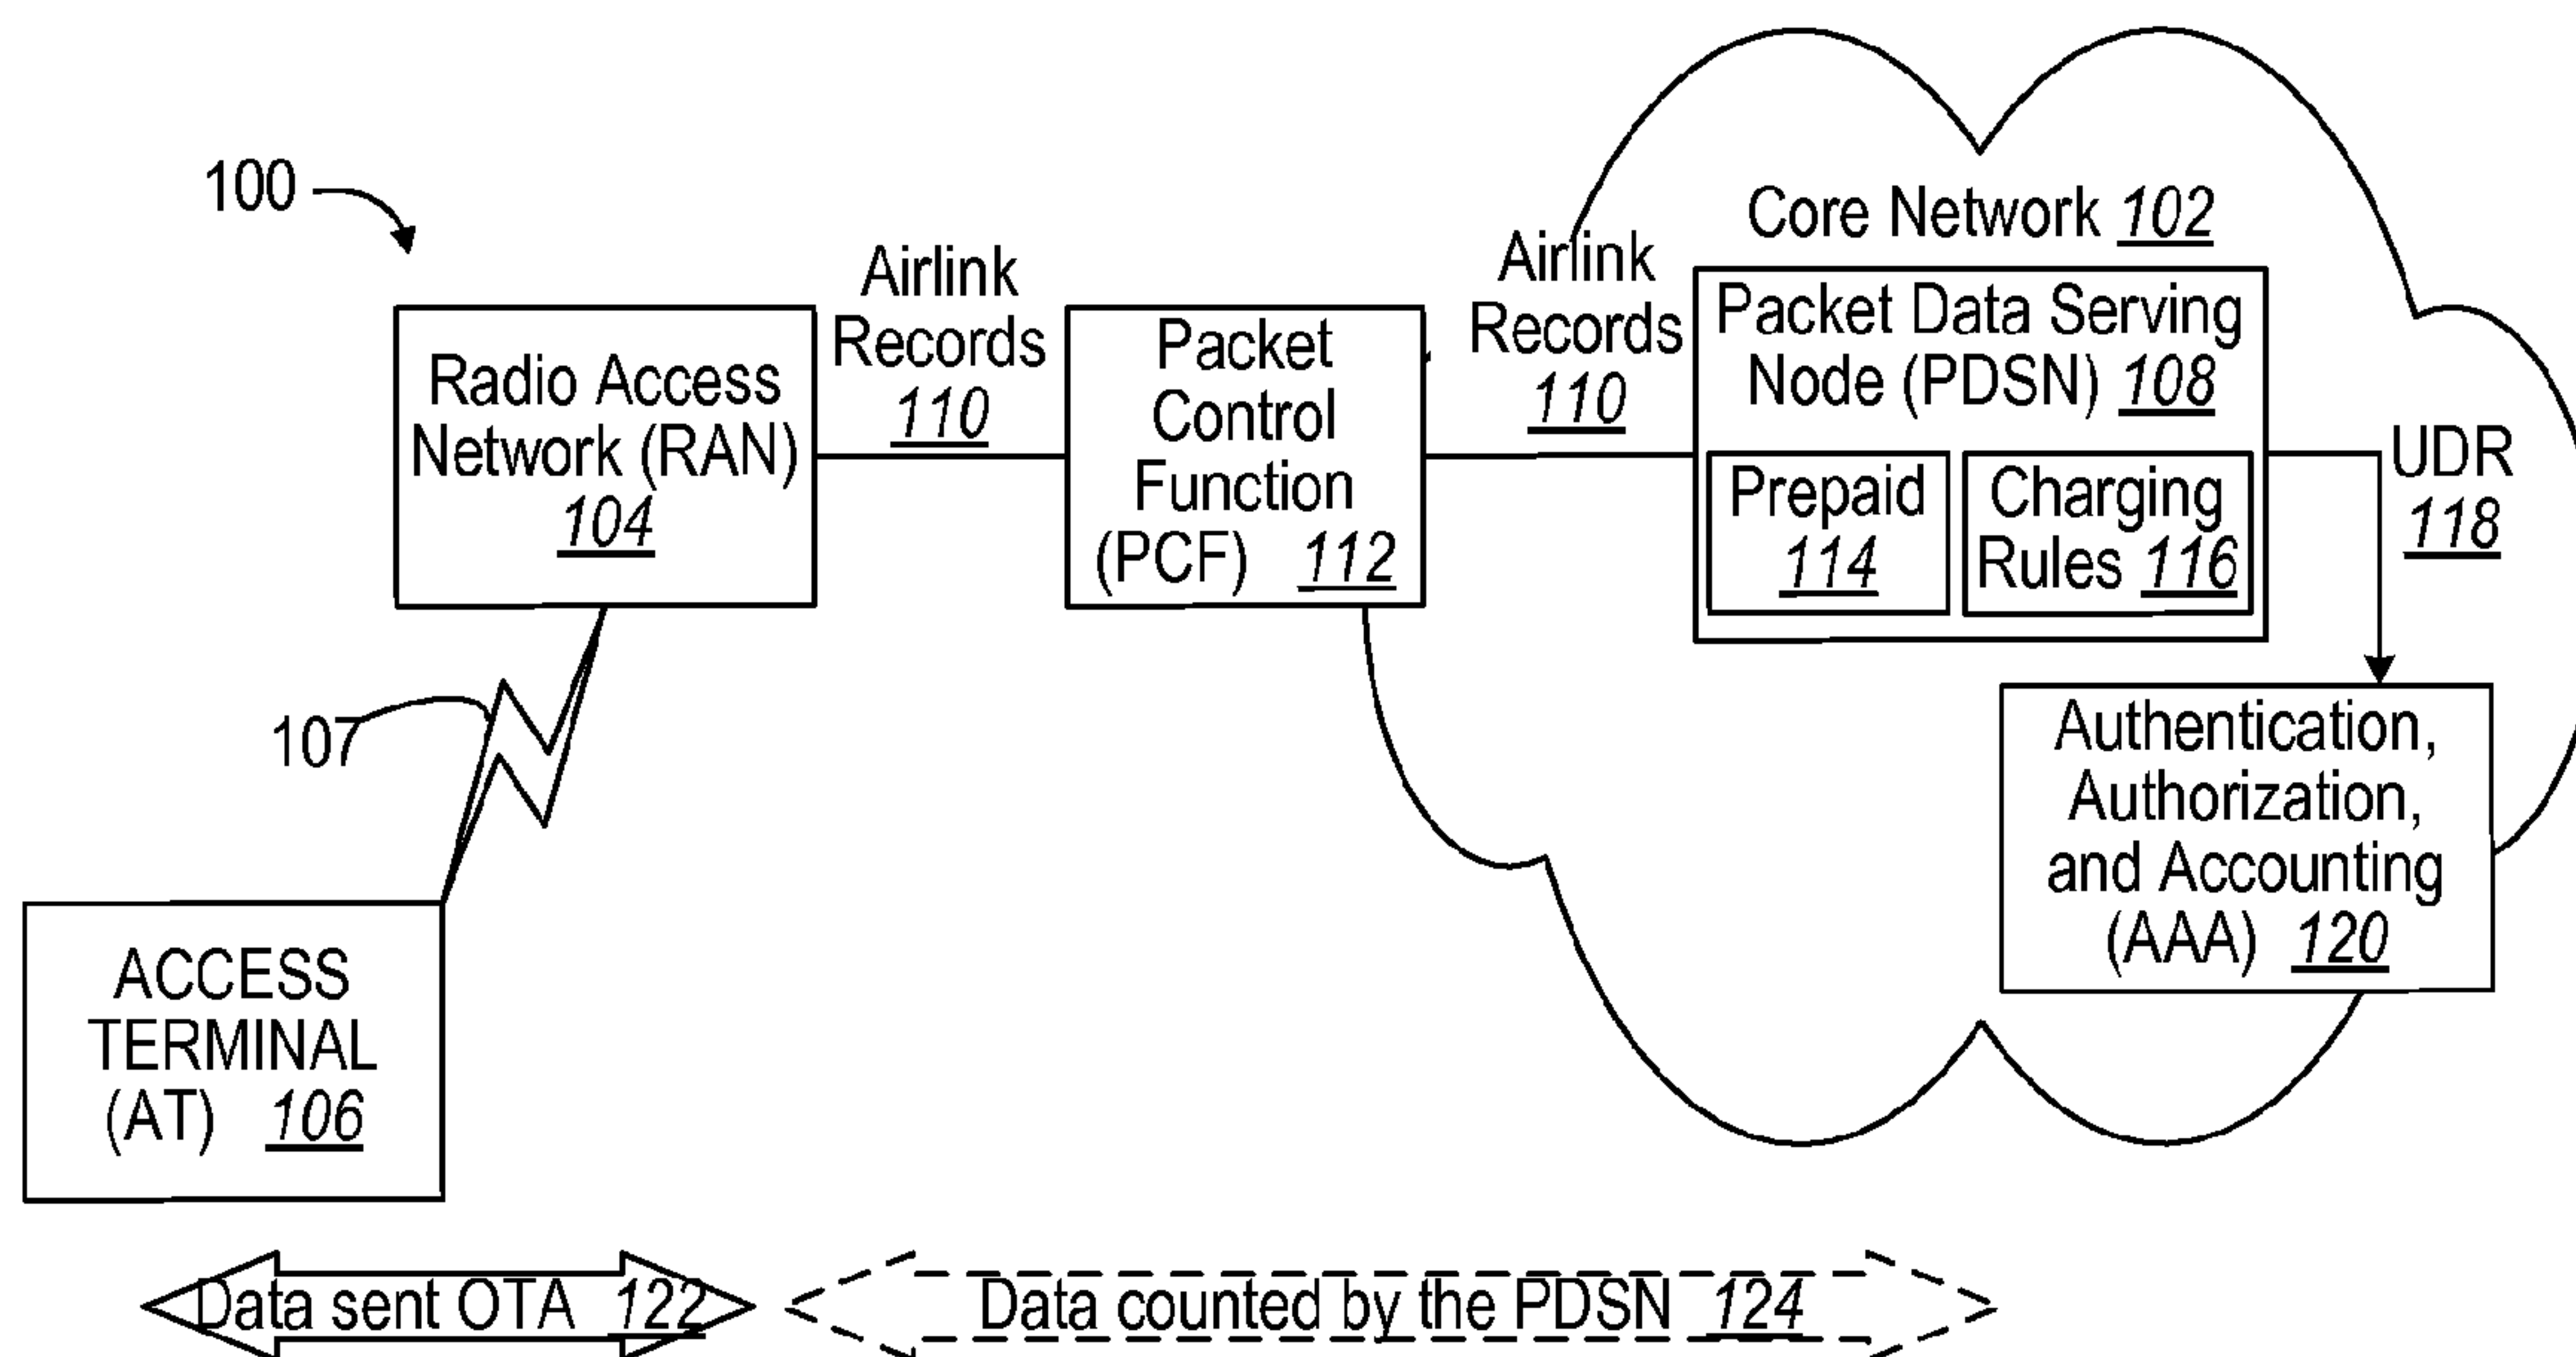 100
Core Network 102
Airlink
Records
110
Airlink
Records
110
Radio Access
Network (RAN)
104
Packet
Control
Function
(PCF) 112
Packet Data Serving
Node (PDSN) 108
Prepaid
114
Charging
Rules 116
UDR
118
107
Authentication,
Authorization,
and Accounting
(AAA) 120
ACCESS
TERMINAL
(AT) 106
Data sent OTA 122
Data counted by the PDSN 124